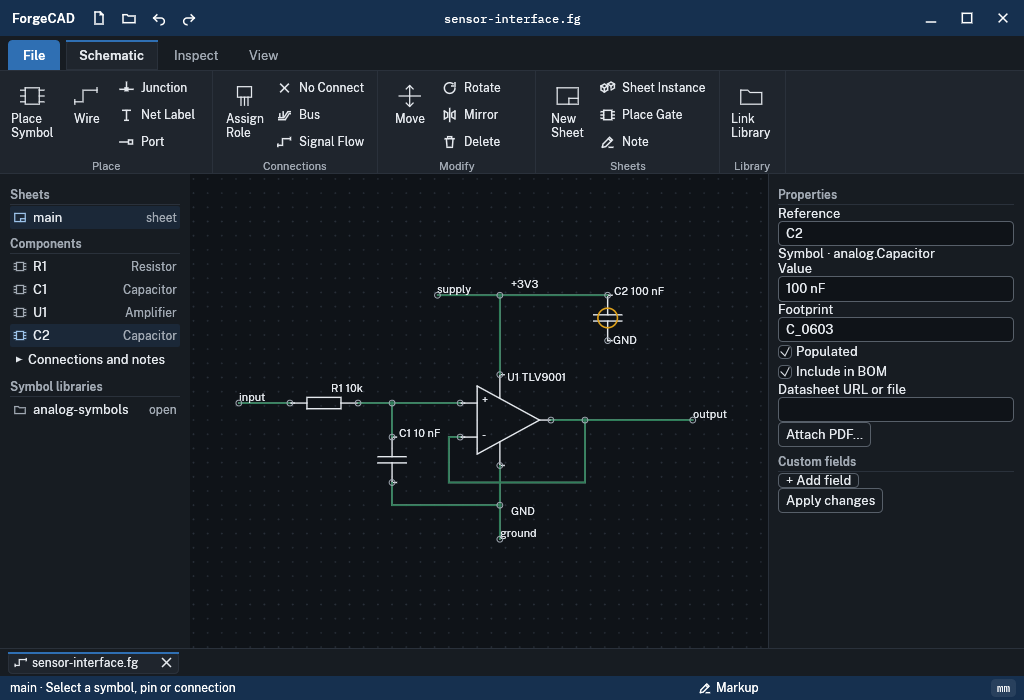 ForgeCAD
sensor-interface.fg
File
Schematic
Inspect
View
Place Symbol
Wire
Junction
Net Label
Port
Place
Assign Role
No Connect
Bus
Signal Flow
Connections
Move
Rotate
Mirror
Delete
Modify
New Sheet
Sheet Instance
Place Gate
Note
Sheets
Link Library
Library
Sheets
main sheet
Components
R1 Resistor
C1 Capacitor
U1 Amplifier
C2 Capacitor
Connections and notes
Symbol libraries
analog-symbols open
supply
+3V3
C2 100 nF
GND
U1 TLV9001
R1 10k
input
+
C1 10 nF
-
output
GND
ground
Properties
Reference
C2
Symbol · analog.Capacitor
Value
100 nF
Footprint
C_0603
Populated
Include in BOM
Datasheet URL or file
Attach PDF...
Custom fields
+ Add field
Apply changes
sensor-interface.fg
main · Select a symbol, pin or connection
Markup
mm